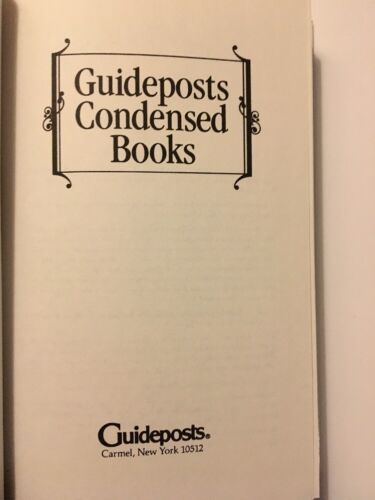 Guideposts
Condensed
Books
Guideposts®
Carmel, New York 10512